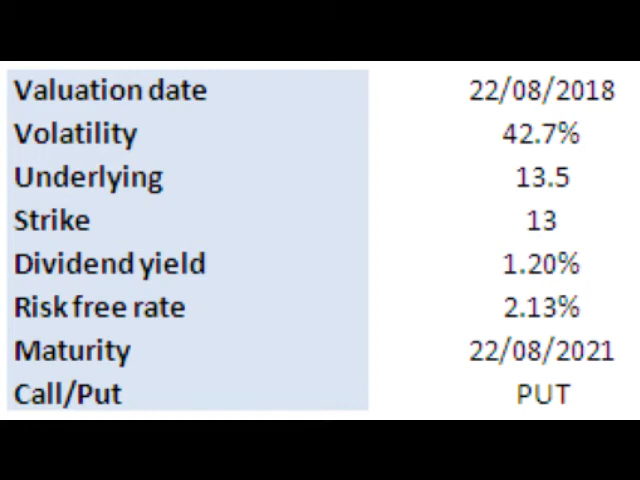 Valuation date 22/08/2018
Volatility 42.7%
Underlying 13.5
Strike 13
Dividend yield 1.20%
Risk free rate 2.13%
Maturity 22/08/2021
Call/Put PUT